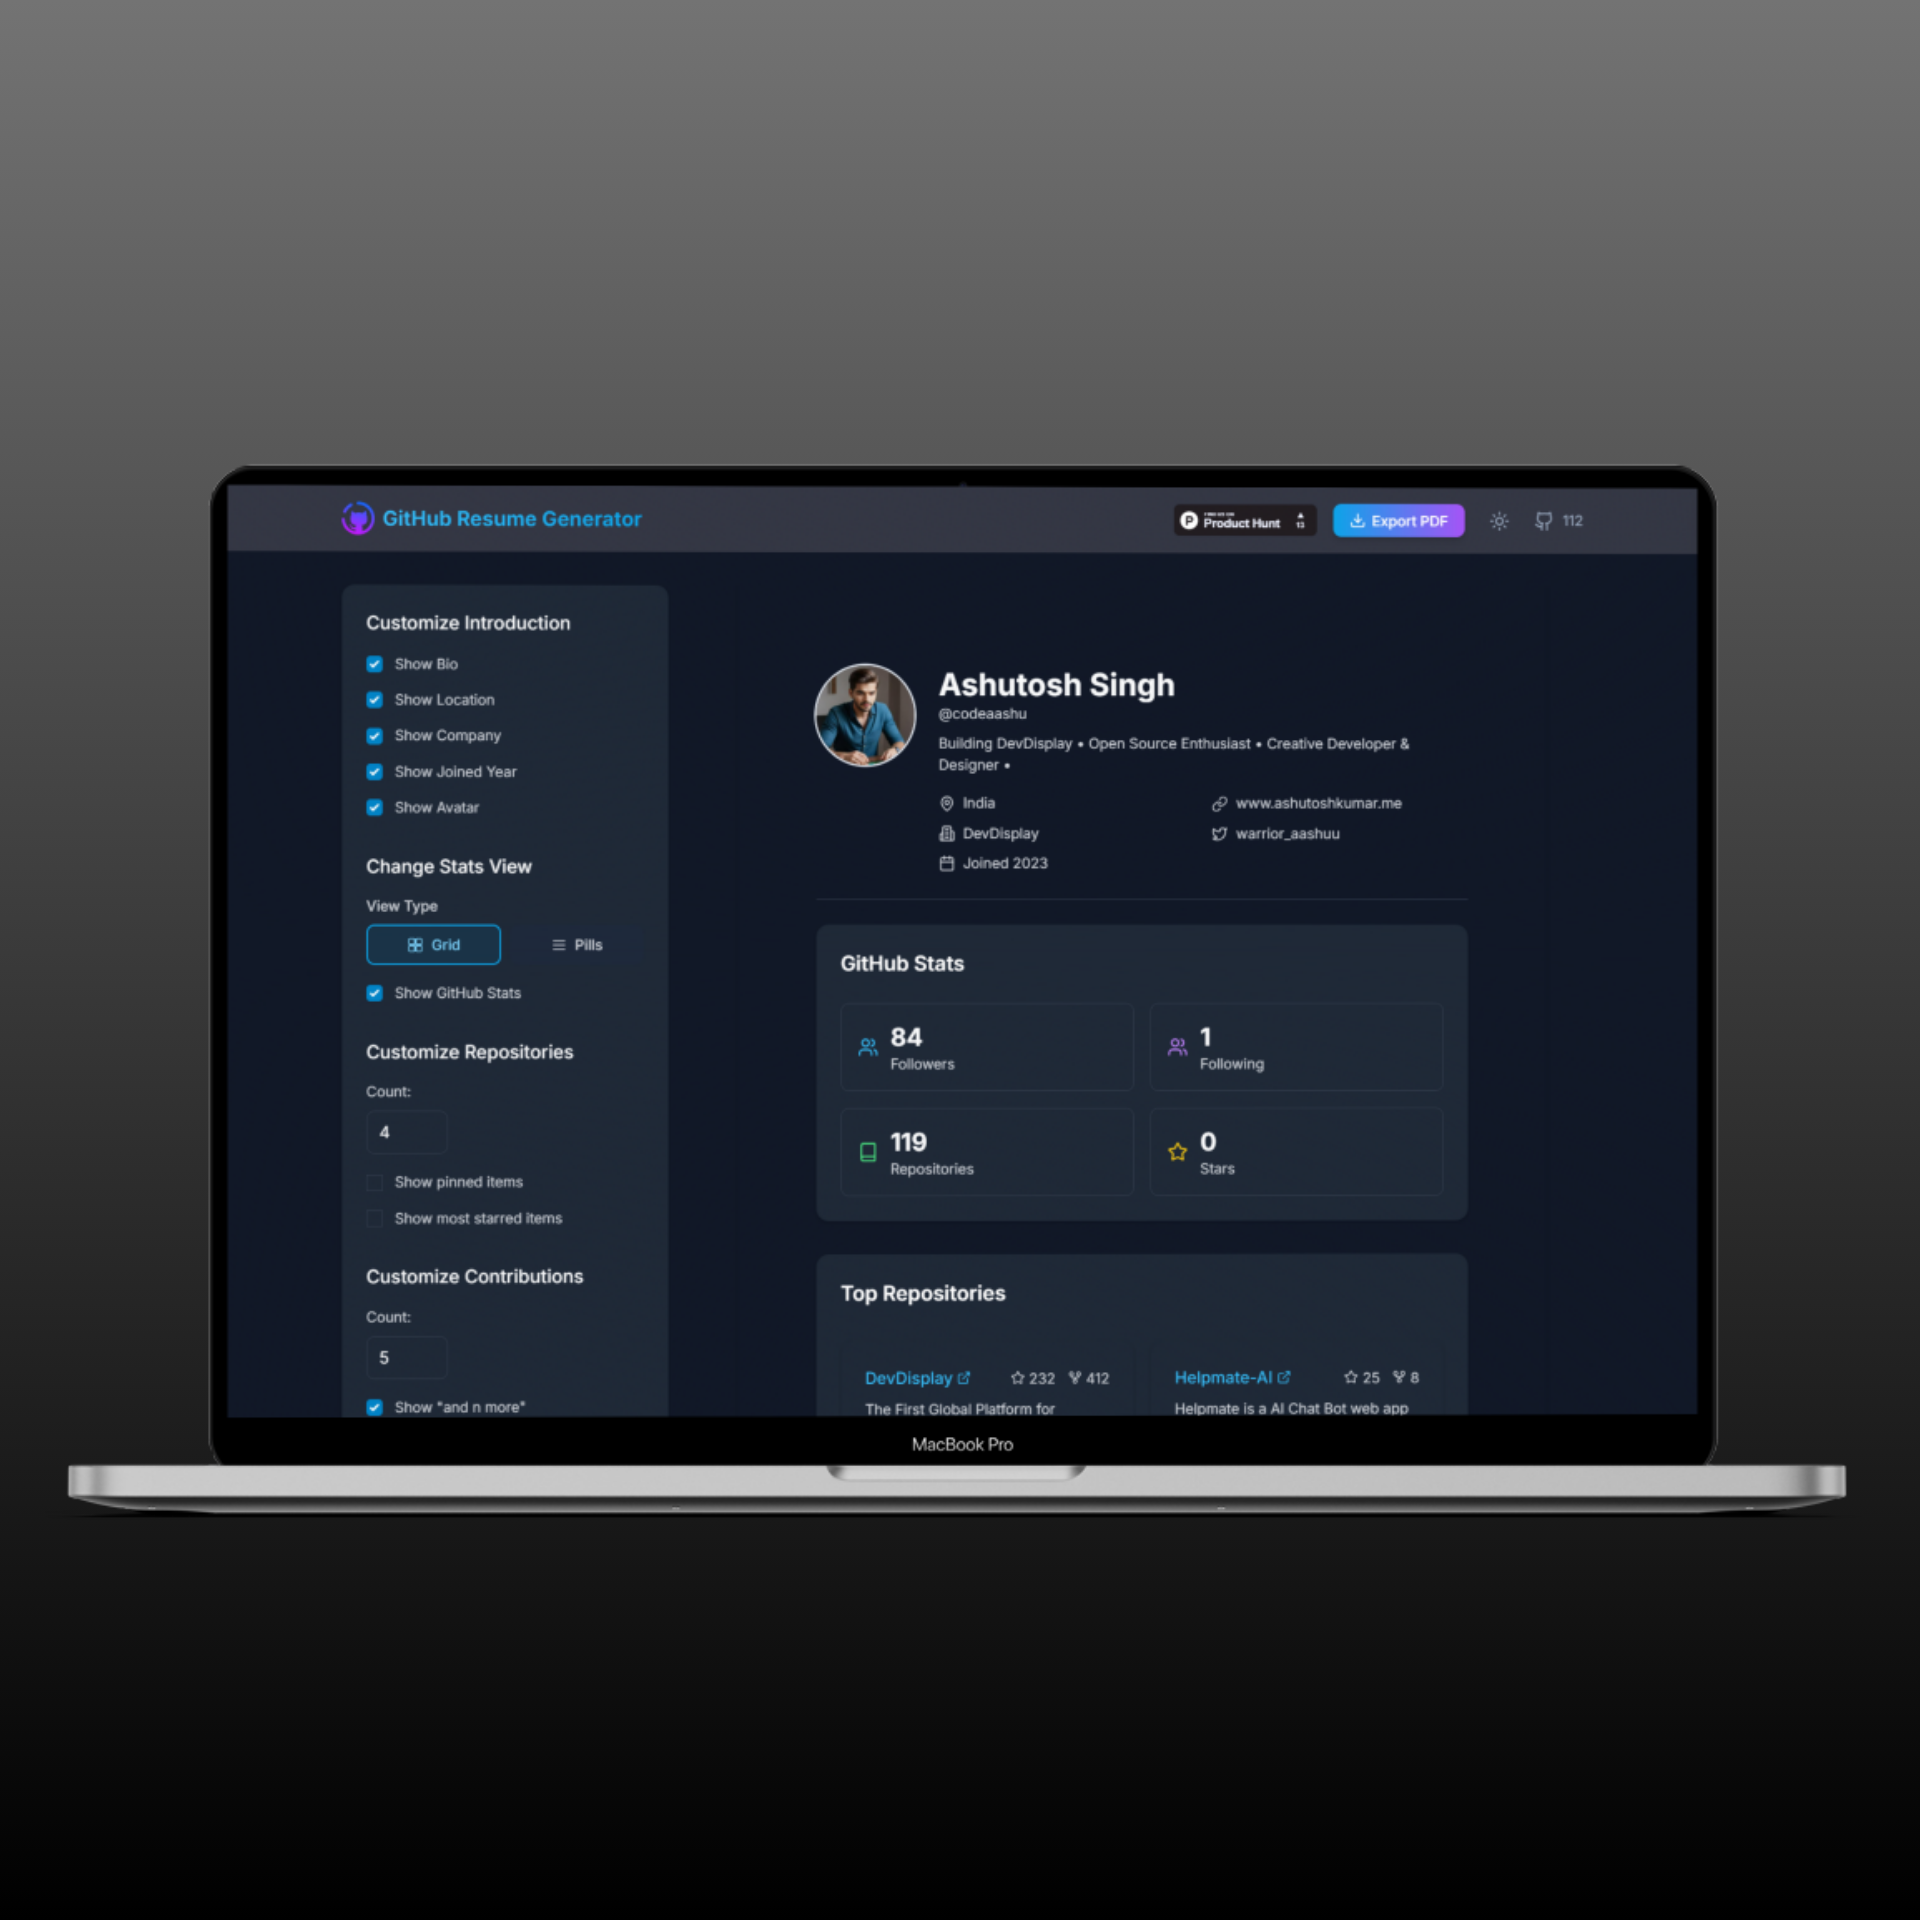 GitHub Resume Generator
Product Hunt
13
Export PDF
112
Customize Introduction
Show Bio
Show Location
Show Company
Show Joined Year
Show Avatar
Change Stats View
View Type
Grid
Pills
Show GitHub Stats
Customize Repositories
Count:
4
Show pinned items
Show most starred items
Customize Contributions
Count:
5
Show "and n more"
Ashutosh Singh
@codeaashu
Building DevDisplay • Open Source Enthusiast • Creative Developer &
Designer •
India
www.ashutoshkumar.me
DevDisplay
warrior_aashuu
Joined 2023
GitHub Stats
84
Followers
1
Following
119
Repositories
0
Stars
Top Repositories
DevDisplay
232
412
The First Global Platform for
Helpmate-AI
25
8
Helpmate is a AI Chat Bot web app
MacBook Pro